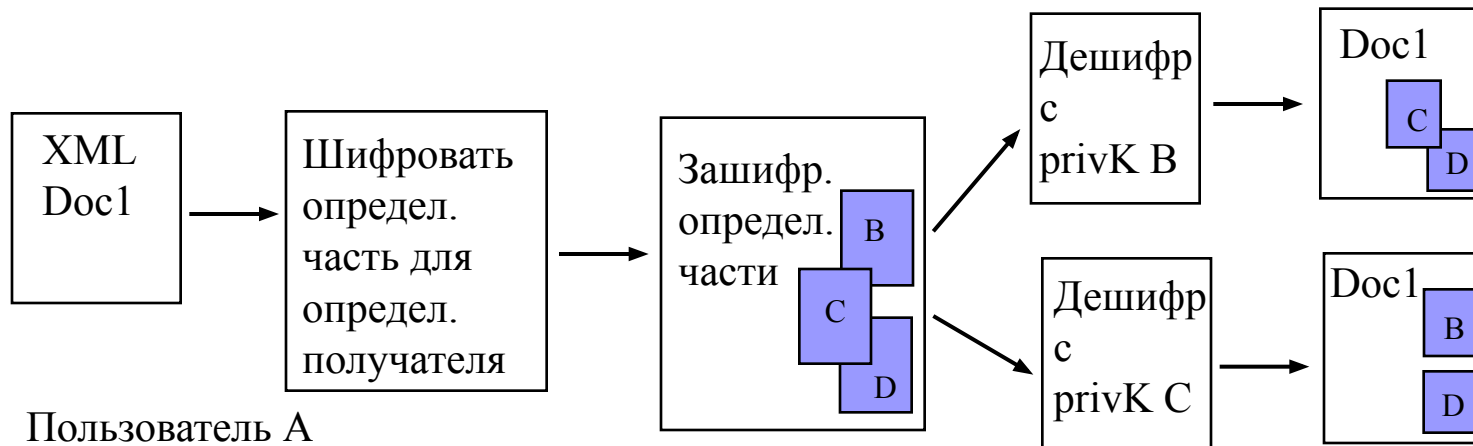 XML
Doc1
Шифровать
определ.
часть для
определ.
получателя
Пользователь А
Зашифр.
определ.
части
B
C
D
Дешифр
с
privK B
Doc1
C
D
Дешифр
с
privK C
Doc1
B
D